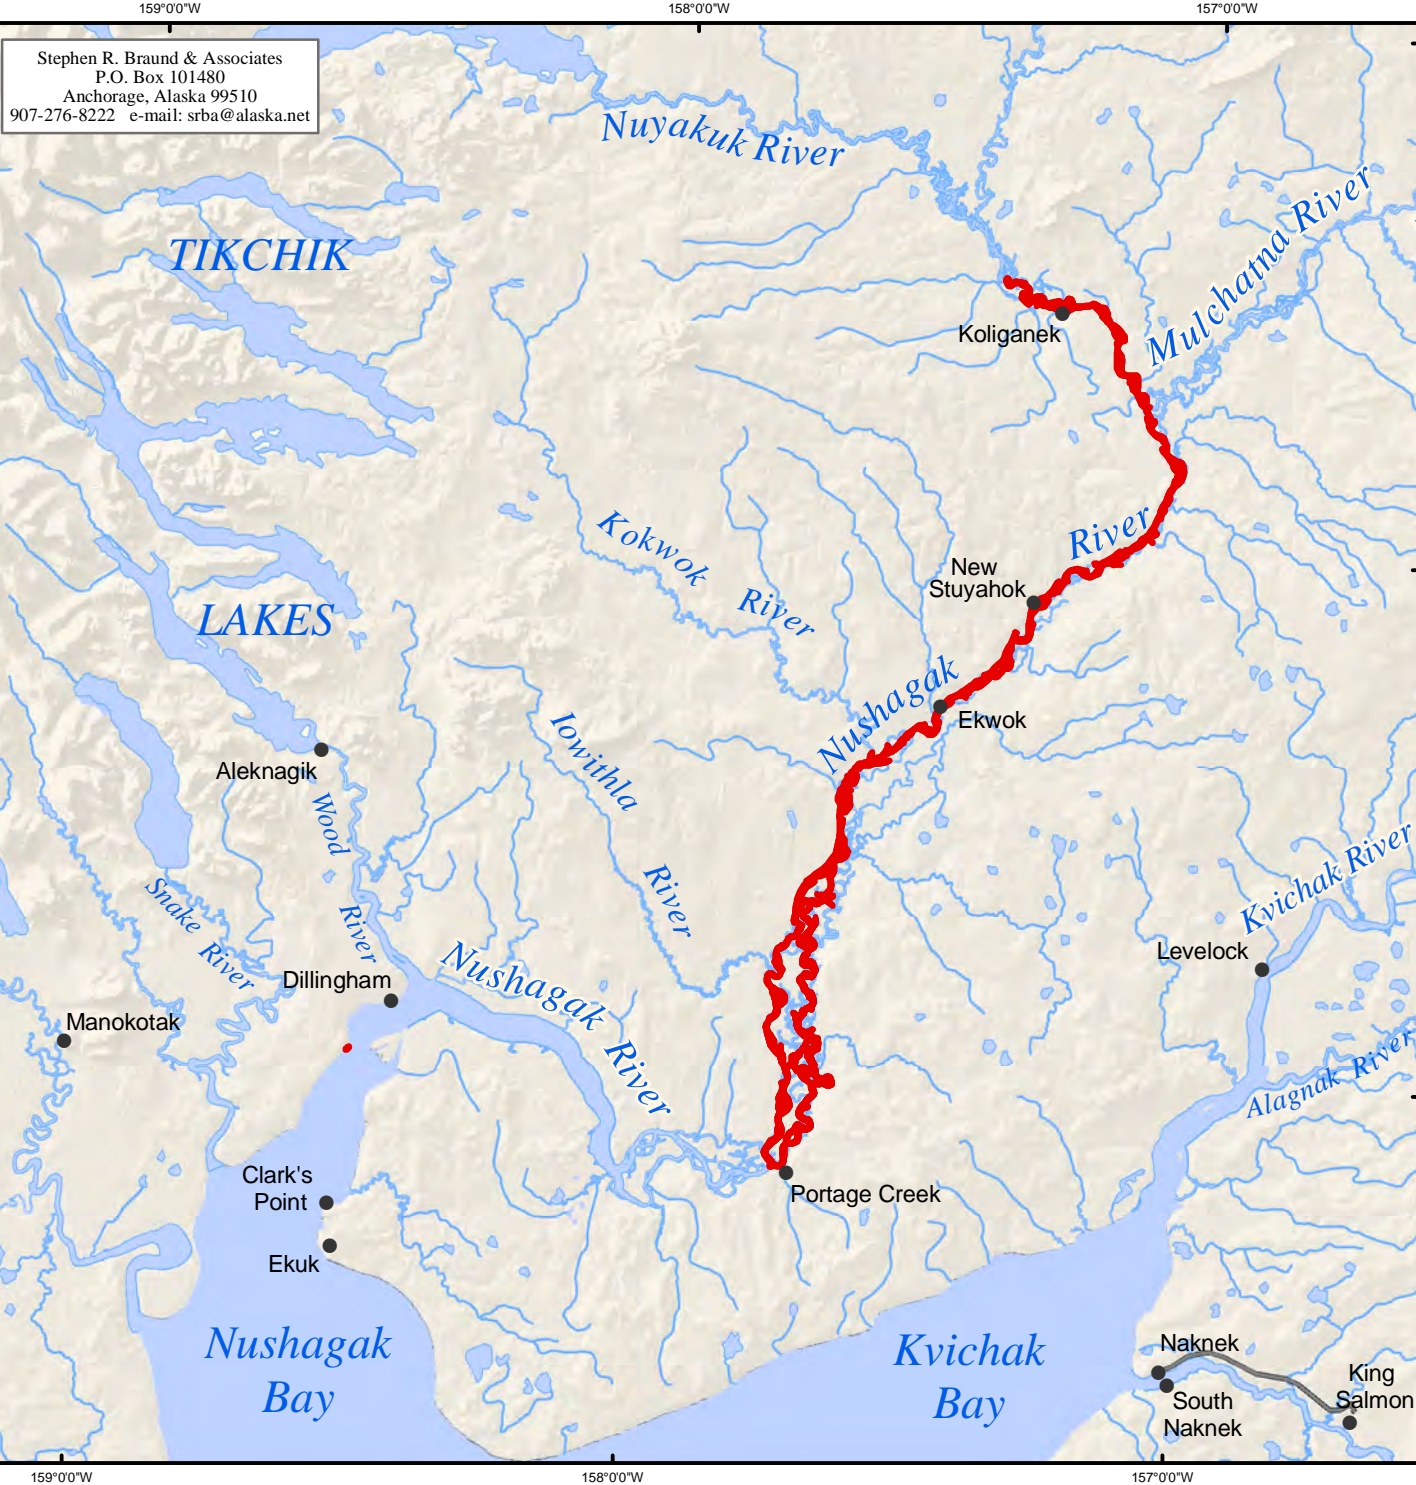 159°0'0"W
158°0'0"W
157°0'0"W
Stephen R. Braund & Associates
P.O. Box 101480
Anchorage, Alaska 99510
907-276-8222 e-mail: srba@alaska.net
Nuyakuk River
Mulchatna River
TIKCHIK
Koliganek
Kokwok River
River
New
Stuyahok
LAKES
Nushagak
Ekwok
Iowithla River
Aleknagik
Wood River
Snake River
Kvichak River
Levelock
Dillingham
Nushagak River
Manokotak
Alagnak River
Clark's
Point
Portage Creek
Ekuk
Nushagak
Bay
Kvichak
Bay
Naknek
South
Naknek
King
Salmon
159°0'0"W
158°0'0"W
157°0'0"W